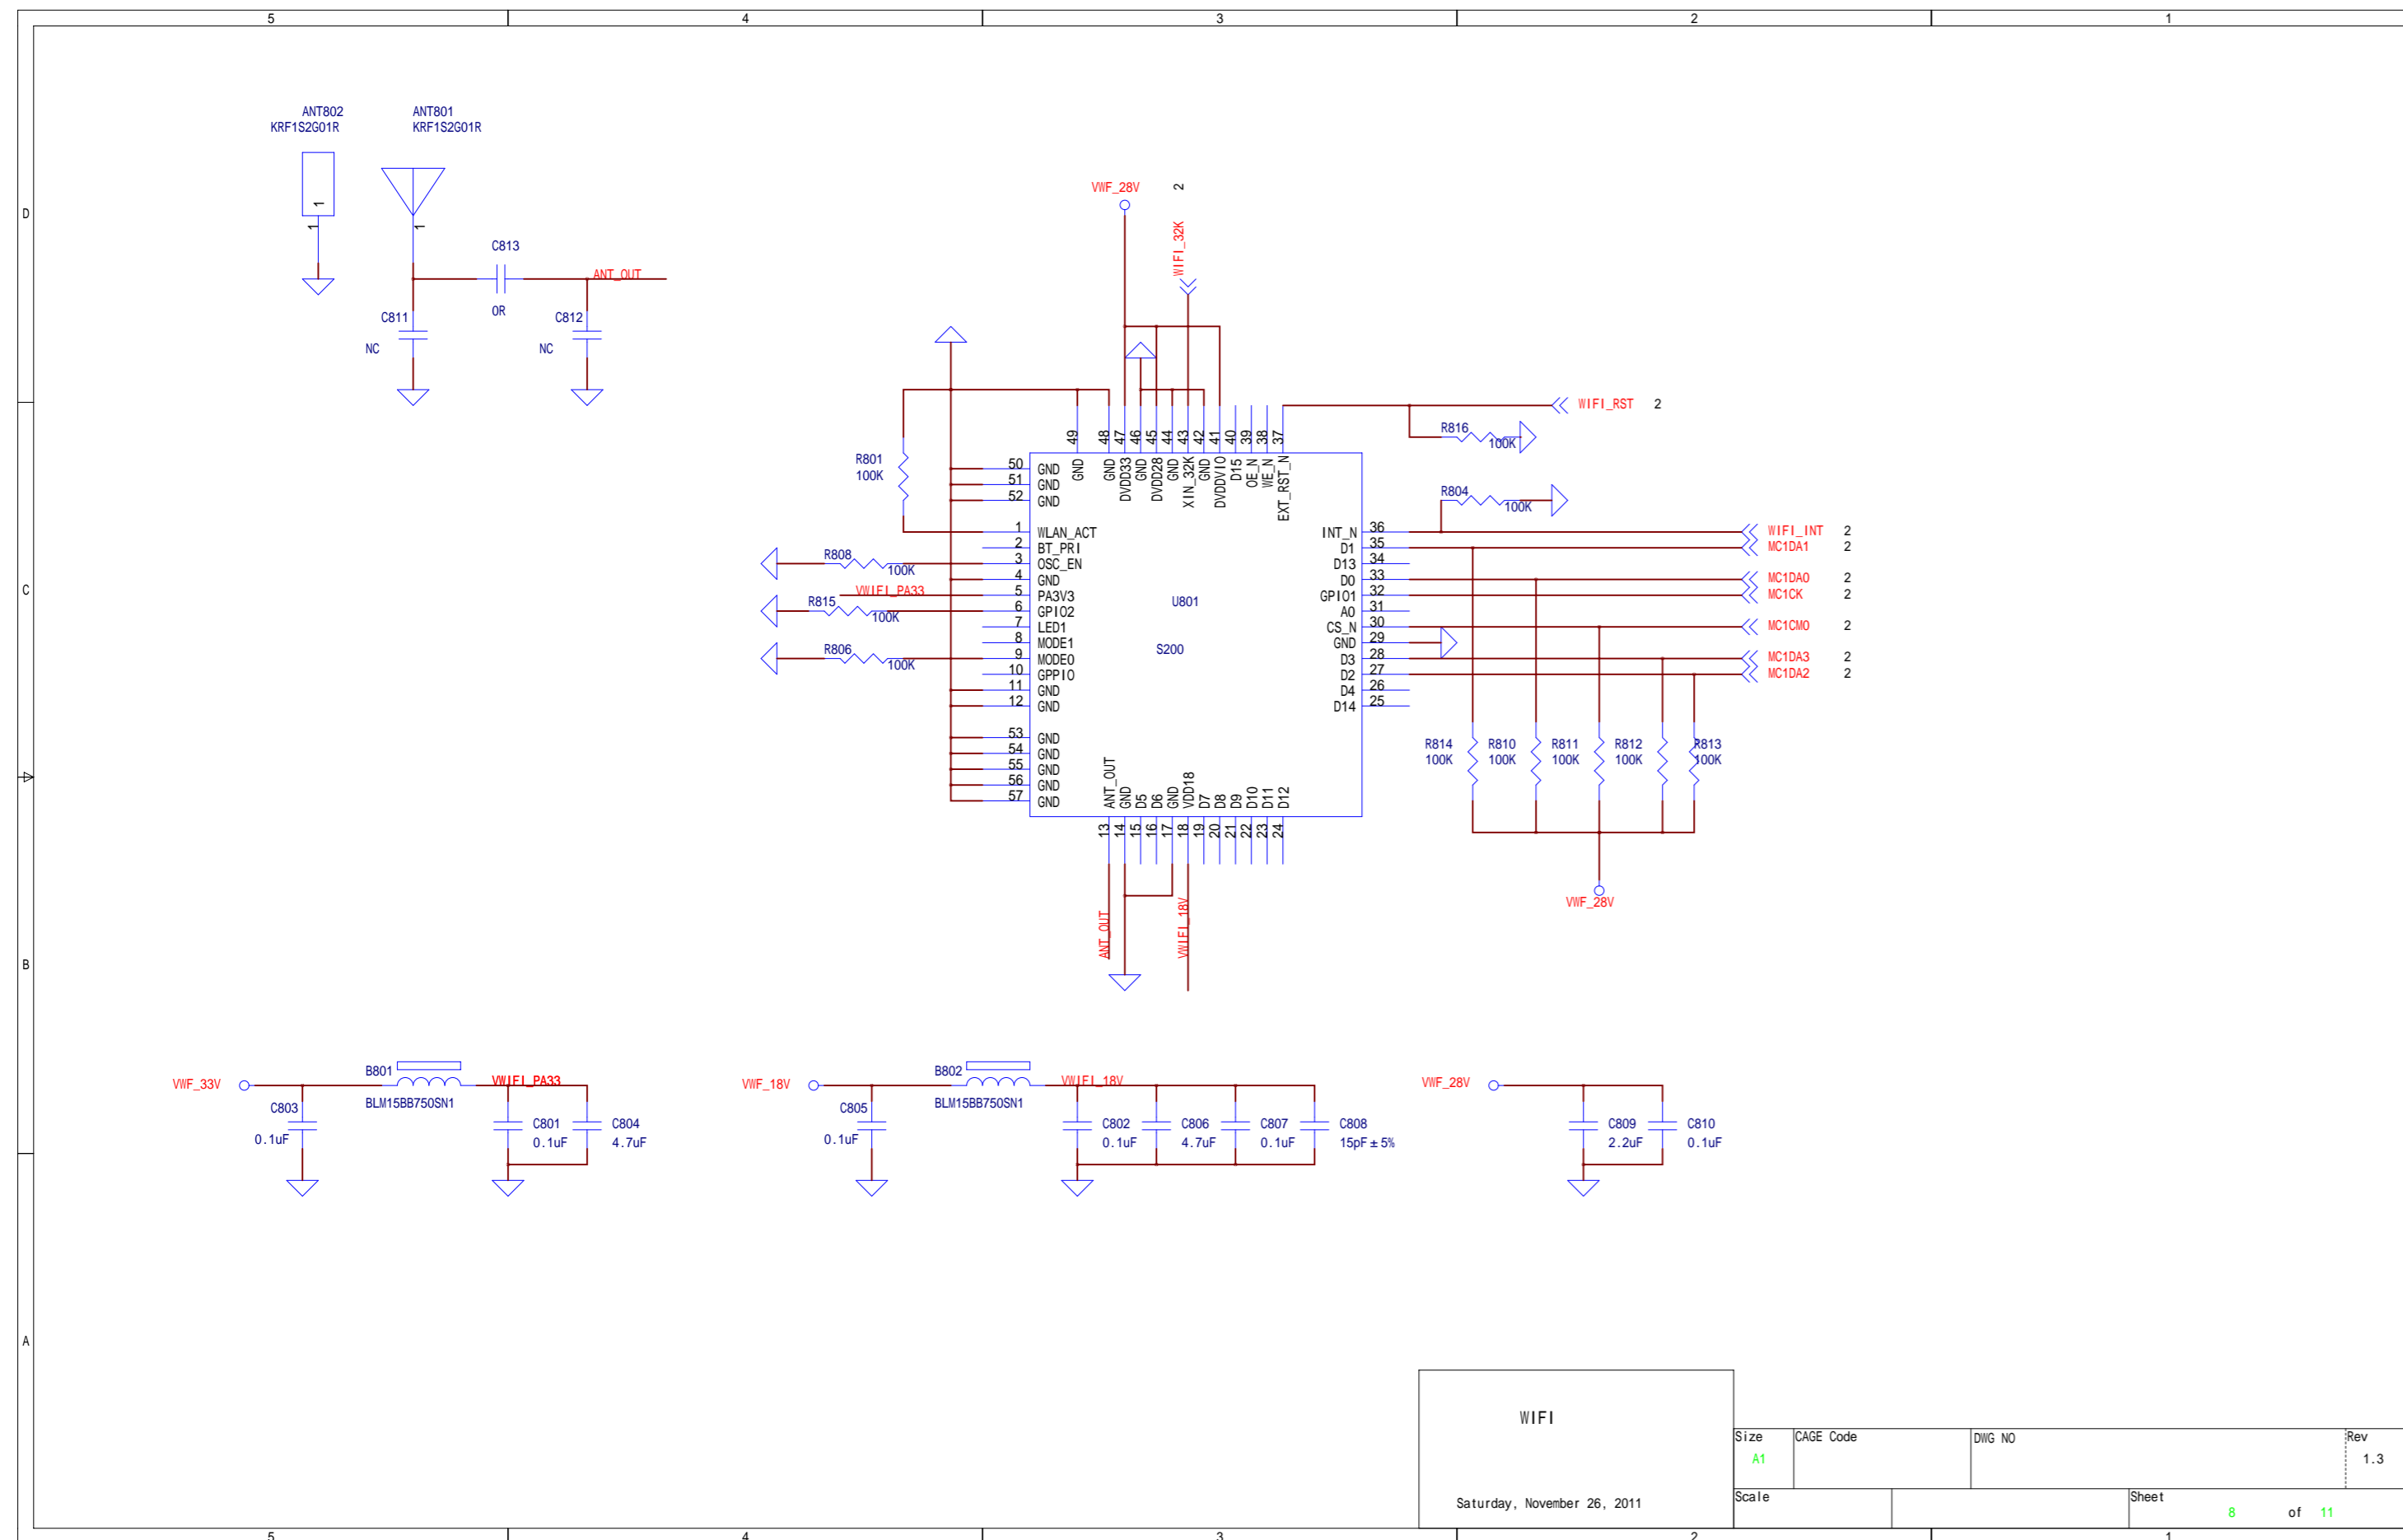 5 4 3 2 1
D
C
B
A
ANT802
KRF1S2G01R
ANT801
KRF1S2G01R
1
1
1
C813
0R
ANT_OUT
C811
NC
C812
NC
VWF_28V
2
WIFI_32K
WIFI_RST 2
R816
100K
R804
100K
R801
100K
49 48 47 46 45 44 43 42 41 40 39 38 37
GND GND DVDD33 GND DVDD28 GND XIN_32K GND DVDDVIO D15 OE_N WE_N EXT_RST_N
50 GND
51 GND
52 GND
1 WLAN_ACT
2 BT_PRI
3 OSC_EN
4 GND
5 PA3V3
6 GPIO2
7 LED1
8 MODE1
9 MODE0
10 GPPIO
11 GND
12 GND
53 GND
54 GND
55 GND
56 GND
57 GND
R808
100K
VWIFI_PA33
R815
100K
R806
100K
U801
S200
INT_N 36
D1 35
D13 34
D0 33
GPIO1 32
A0 31
CS_N 30
GND 29
D3 28
D2 27
D4 26
D14 25
WIFI_INT 2
MC1DA1 2
MC1DA0 2
MC1CK 2
MC1CMO 2
MC1DA3 2
MC1DA2 2
R814
100K
R810
100K
R811
100K
R812
100K
R813
100K
VWF_28V
ANT_OUT GND D5 D6 GND VDD18 D7 D8 D9 D10 D11 D12
13 14 15 16 17 18 19 20 21 22 23 24
ANT_OUT
VWIFI_18V
VWF_33V
B801
BLM15BB750SN1
VWIFI_PA33
C803
0.1uF
C801
0.1uF
C804
4.7uF
VWF_18V
B802
BLM15BB750SN1
VWIFI_18V
C805
0.1uF
C802
0.1uF
C806
4.7uF
C807
0.1uF
C808
15pF±5%
VWF_28V
C809
2.2uF
C810
0.1uF
WIFI
Saturday, November 26, 2011
Size
A1
CAGE Code
DWG NO
Rev
1.3
Scale
Sheet
8 of 11
5 4 3 2 1